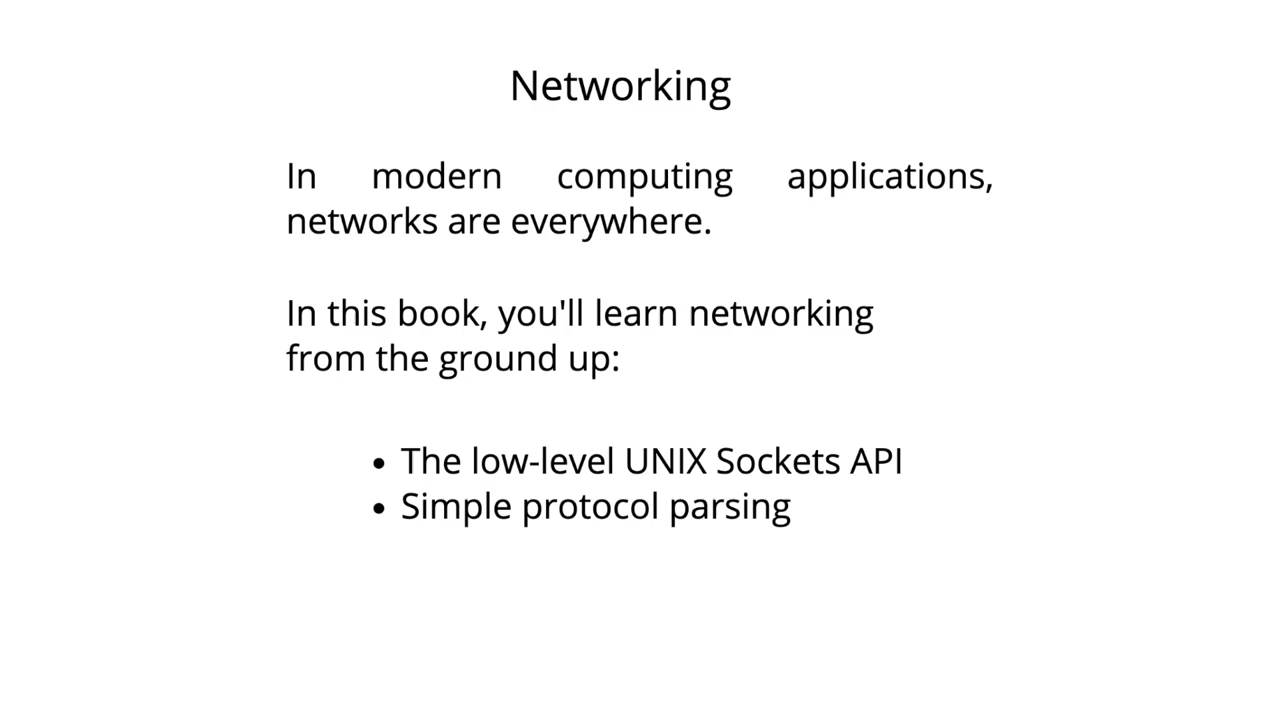 Networking
In modern computing applications,
networks are everywhere.
In this book, you'll learn networking
from the ground up:
• The low-level UNIX Sockets API
• Simple protocol parsing